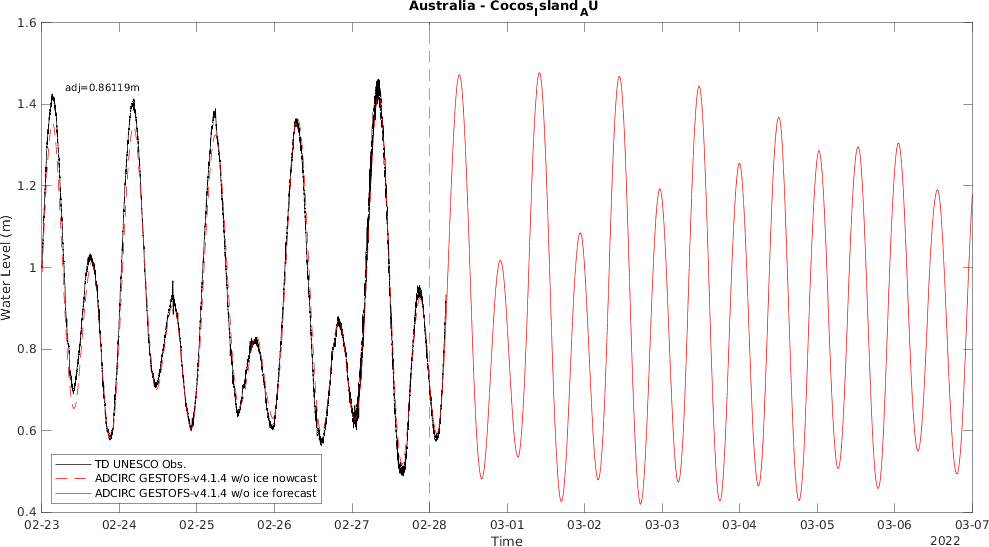 Australia - Cocos_Island_AU
1.6
adj=0.86119m
1.4
1.2
1
0.8
0.6
0.4
Water Level (m)
TD UNESCO Obs.
ADCIRC GESTOFS-v4.1.4 w/o ice nowcast
ADCIRC GESTOFS-v4.1.4 w/o ice forecast
02-23 02-24 02-25 02-26 02-27 02-28 03-01 03-02 03-03 03-04 03-05 03-06 03-07
Time
2022